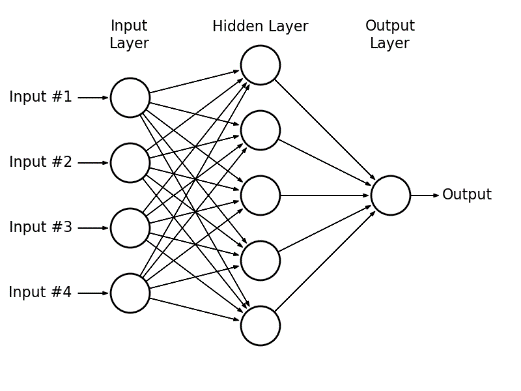 Input
Layer
Hidden Layer
Output
Layer
Input #1
Input #2
Input #3
Input #4
Output